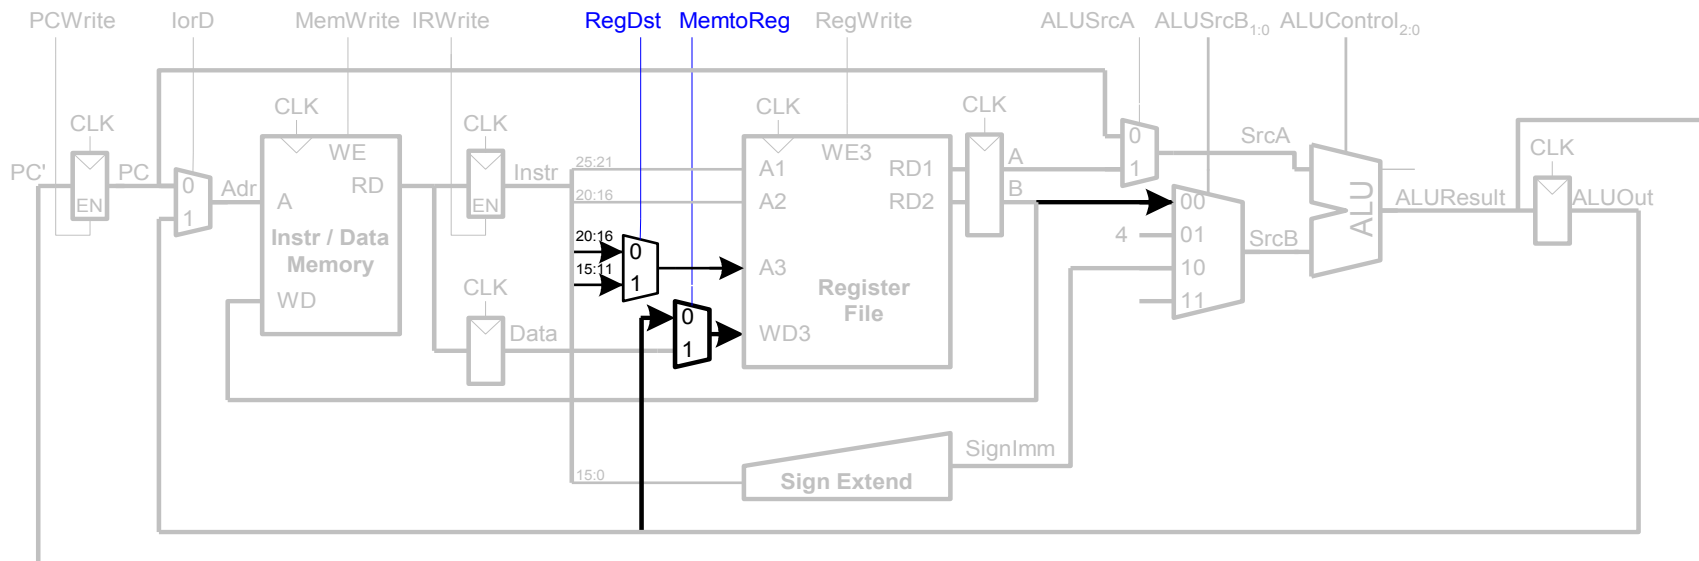 PCWrite IorD MemWrite IRWrite RegDst MemtoReg RegWrite ALUSrcA ALUSrcB1:0 ALUControl2:0
CLK CLK CLK CLK CLK
CLK
PC' PC EN
0 1 Adr
A WE RD
Instr / Data
Memory
WD
EN Instr
25:21 A1 WE3 RD1 A
20:16 A2 RD2 B
20:16 0
15:11 1 A3
Register
File
CLK Data
0 1 WD3
0 1 SrcA
00
4 01 SrcB
10
11
ALU ALUResult CLK ALUOut
SignImm
15:0 Sign Extend